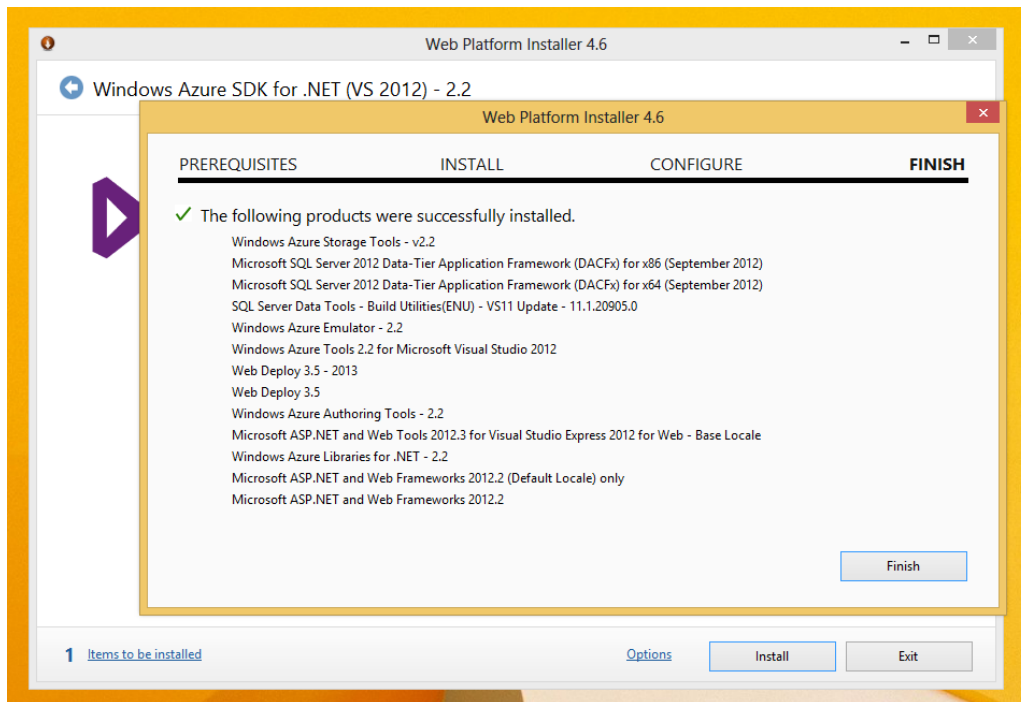 Web Platform Installer 4.6
Windows Azure SDK for .NET (VS 2012) - 2.2
Web Platform Installer 4.6
PREREQUISITES INSTALL CONFIGURE FINISH
The following products were successfully installed.
Windows Azure Storage Tools - v2.2
Microsoft SQL Server 2012 Data-Tier Application Framework (DACFx) for x86 (September 2012)
Microsoft SQL Server 2012 Data-Tier Application Framework (DACFx) for x64 (September 2012)
SQL Server Data Tools - Build Utilities(ENU) - VS11 Update - 11.1.20905.0
Windows Azure Emulator - 2.2
Windows Azure Tools 2.2 for Microsoft Visual Studio 2012
Web Deploy 3.5 - 2013
Web Deploy 3.5
Windows Azure Authoring Tools - 2.2
Microsoft ASP.NET and Web Tools 2012.3 for Visual Studio Express 2012 for Web - Base Locale
Windows Azure Libraries for .NET - 2.2
Microsoft ASP.NET and Web Frameworks 2012.2 (Default Locale) only
Microsoft ASP.NET and Web Frameworks 2012.2
Finish
1 Items to be installed Options Install Exit